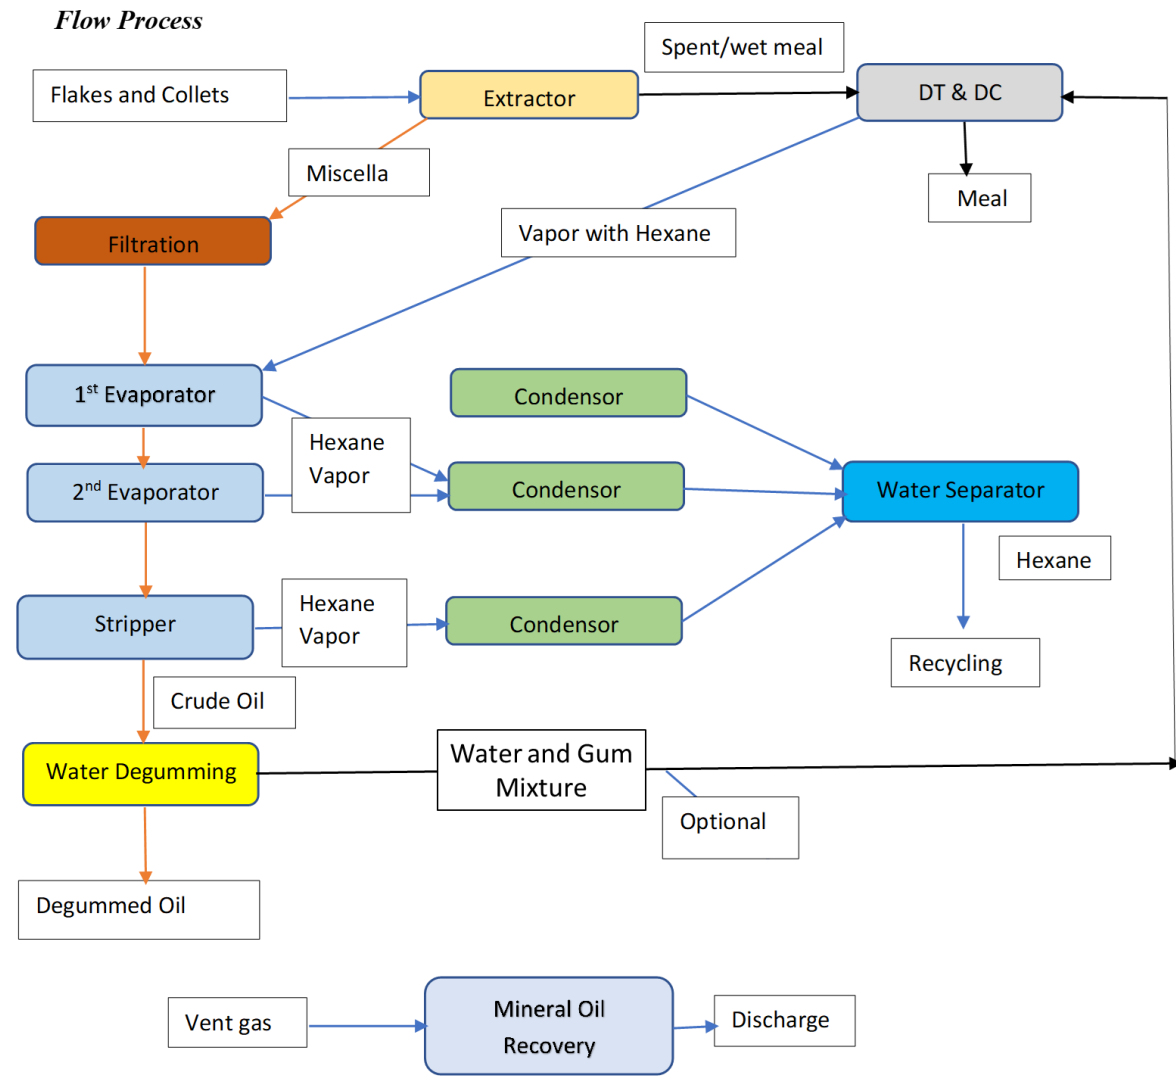 Flow Process
Spent/wet meal
Flakes and Collets
Extractor
DT & DC
Miscella
Meal
Vapor with Hexane
Filtration
1st Evaporator
Condensor
Hexane
Vapor
2nd Evaporator
Condensor
Water Separator
Hexane
Hexane
Vapor
Stripper
Condensor
Recycling
Crude Oil
Water and Gum
Mixture
Water Degumming
Optional
Degummed Oil
Mineral Oil
Recovery
Vent gas
Discharge